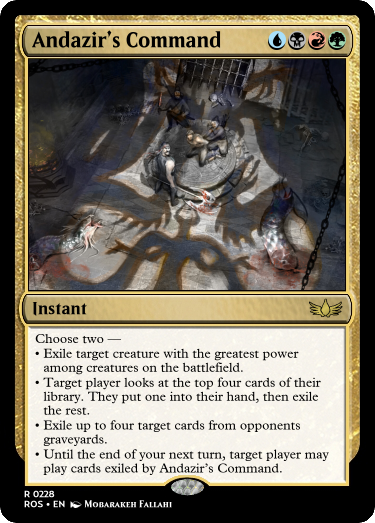 Andazir's Command
Instant
Choose two —
• Exile target creature with the greatest power
among creatures on the battlefield.
• Target player looks at the top four cards of their
library. They put one into their hand, then exile
the rest.
• Exile up to four target cards from opponents
graveyards.
• Until the end of your next turn, target player may
play cards exiled by Andazir's Command.
R 0228
ROS • EN Mobarakeh Fallahi